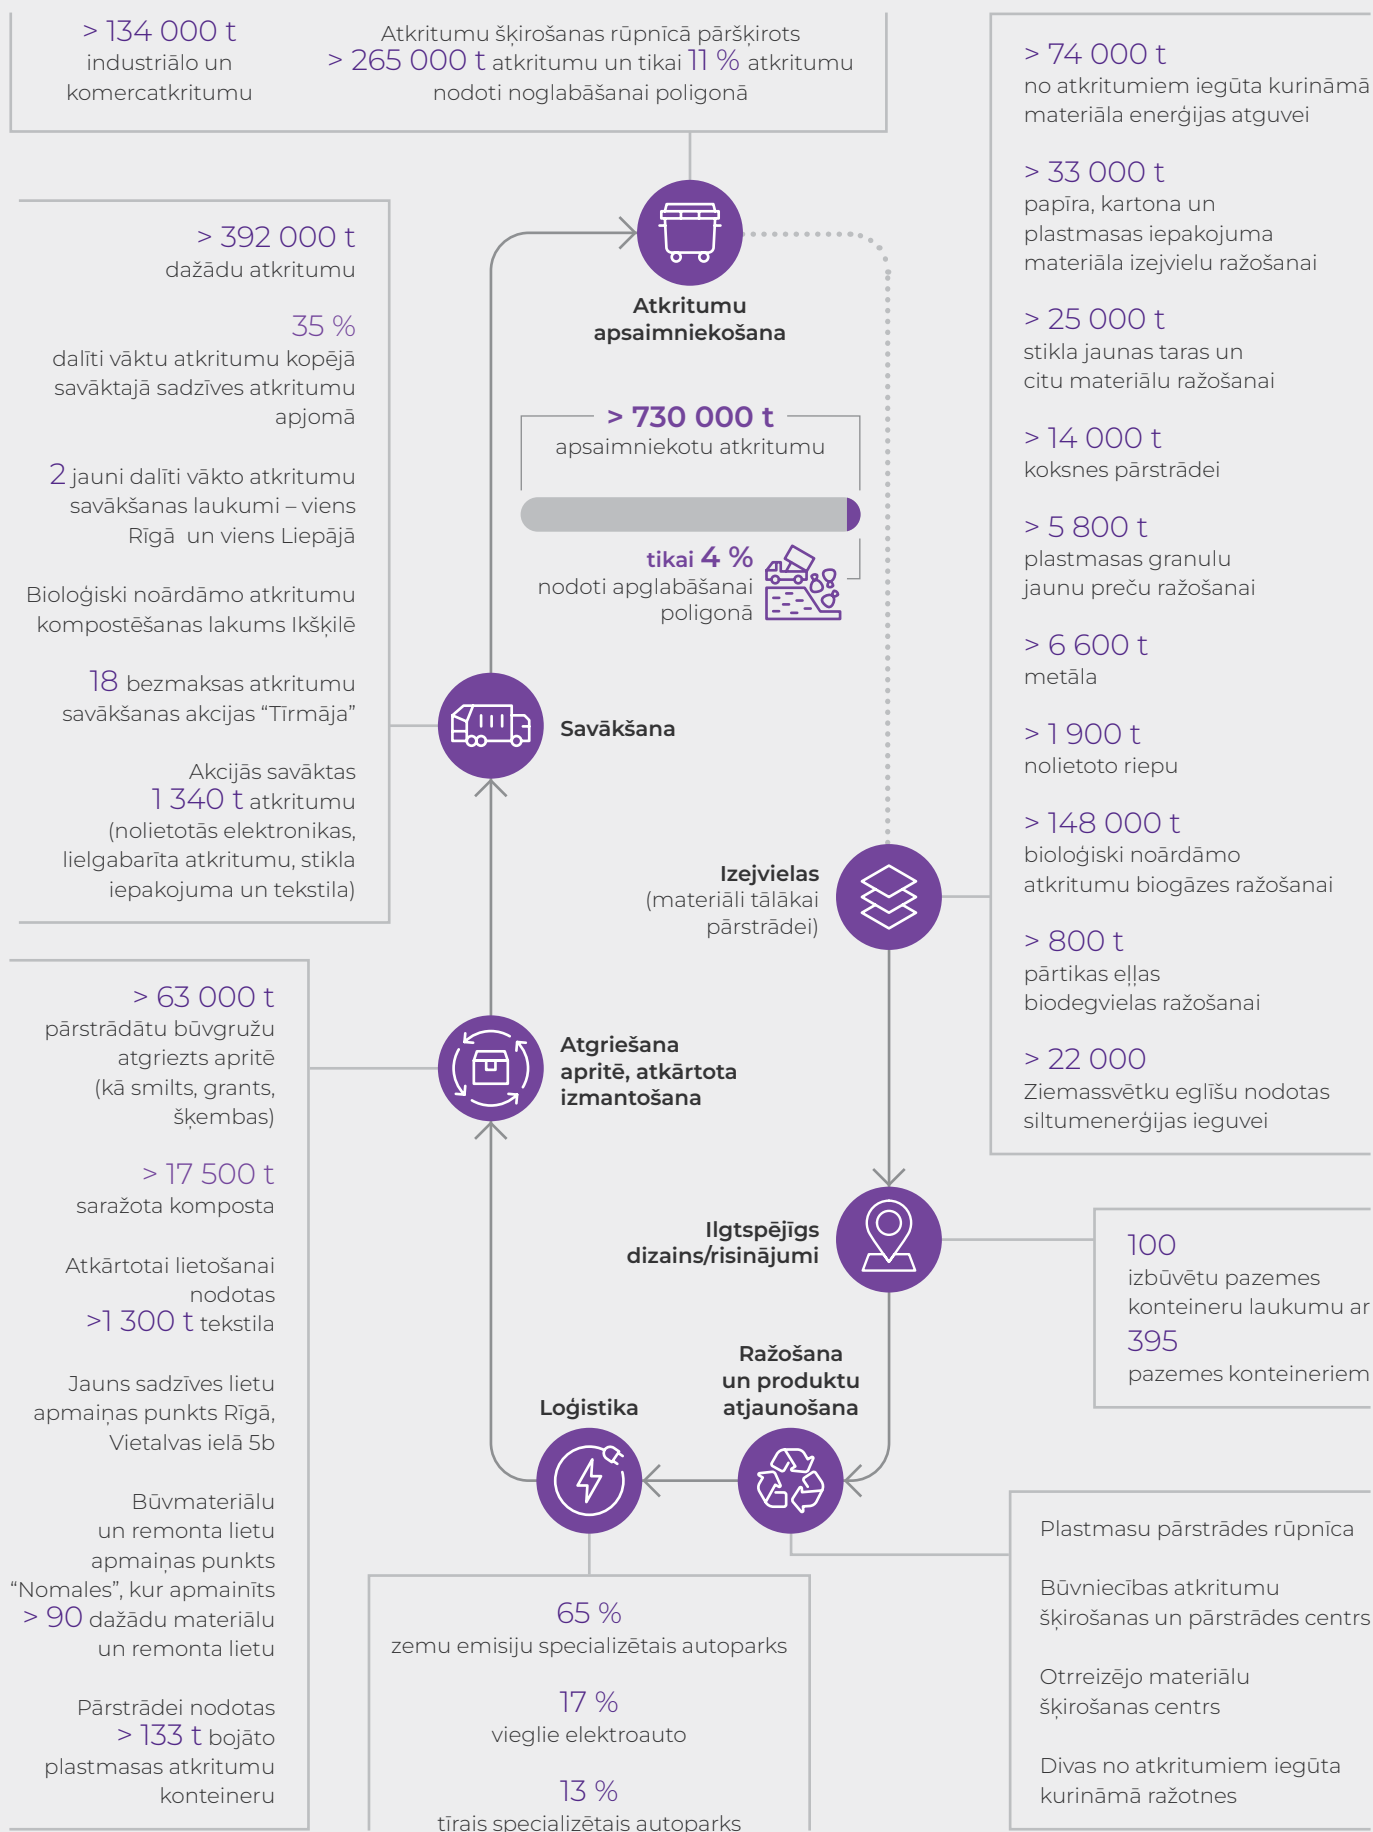 > 134 000 t
industriālo un
komercatkritumu
Atkritumu šķirošanas rūpnīcā pāršķirots
> 265 000 t atkritumu un tikai 11 % atkritumu
nodoti noglabāšanai poligonā
> 74 000 t
no atkritumiem iegūta kurināmā
materiāla enerģijas atguvei
> 33 000 t
papīra, kartona un
plastmasas iepakojuma
materiāla izejvielu ražošanai
> 25 000 t
stikla jaunas taras un
citu materiālu ražošanai
> 14 000 t
koksnes pārstrādei
> 5 800 t
plastmasas granulu
jaunu preču ražošanai
> 6 600 t
metāla
> 1 900 t
nolietoto riepu
> 148 000 t
bioloģiski noārdāmo
atkritumu biogāzes ražošanai
> 800 t
pārtikas eļļas
biodegvielas ražošanai
> 22 000
Ziemassvētku eglīšu nodotas
siltumenerģijas ieguvei
> 392 000 t
dažādu atkritumu
35 %
dalīti vāktu atkritumu kopējā
savāktajā sadzīves atkritumu
apjomā
2 jauni dalīti vākto atkritumu
savākšanas laukumi – viens
Rīgā un viens Liepājā
Bioloģiski noārdāmo atkritumu
kompostēšanas lakums Ikšķilē
18 bezmaksas atkritumu
savākšanas akcijas “Tīrmāja”
Akcijās savāktas
1 340 t atkritumu
(nolietotās elektronikas,
lielgabarīta atkritumu, stikla
iepakojuma un tekstila)
Atkritumu
apsaimniekošana
> 730 000 t
apsaimniekotu atkritumu
tikai 4 %
nodoti apglabāšanai
poligonā
Savākšana
Izejvielas
(materiāli tālākai
pārstrādei)
> 63 000 t
pārstrādātu būvgružu
atgriezts apritē
(kā smilts, grants,
šķembas)
> 17 500 t
saražota komposta
Atkārtotai lietošanai
nodotas
>1 300 t tekstila
Jauns sadzīves lietu
apmaiņas punkts Rīgā,
Vietalvas ielā 5b
Būvmateriālu
un remonta lietu
apmaiņas punkts
“Nomales”, kur apmainīts
> 90 dažādu materiālu
un remonta lietu
Pārstrādei nodotas
> 133 t bojāto
plastmasas atkritumu
konteineru
Atgriešana
apritē, atkārtota
izmantošana
Ilgtspējīgs
dizains/risinājumi
100
izbūvētu pazemes
konteineru laukumu ar
395
pazemes konteineriem
Ražošana
un produktu
atjaunošana
Loģistika
65 %
zemu emisiju specializētais autoparks
17 %
vieglie elektroauto
13 %
tīrais specializētais autoparks
Plastmasu pārstrādes rūpnīca
Būvniecības atkritumu
šķirošanas un pārstrādes centrs
Otrreizējo materiālu
šķirošanas centrs
Divas no atkritumiem iegūta
kurināmā ražotnes